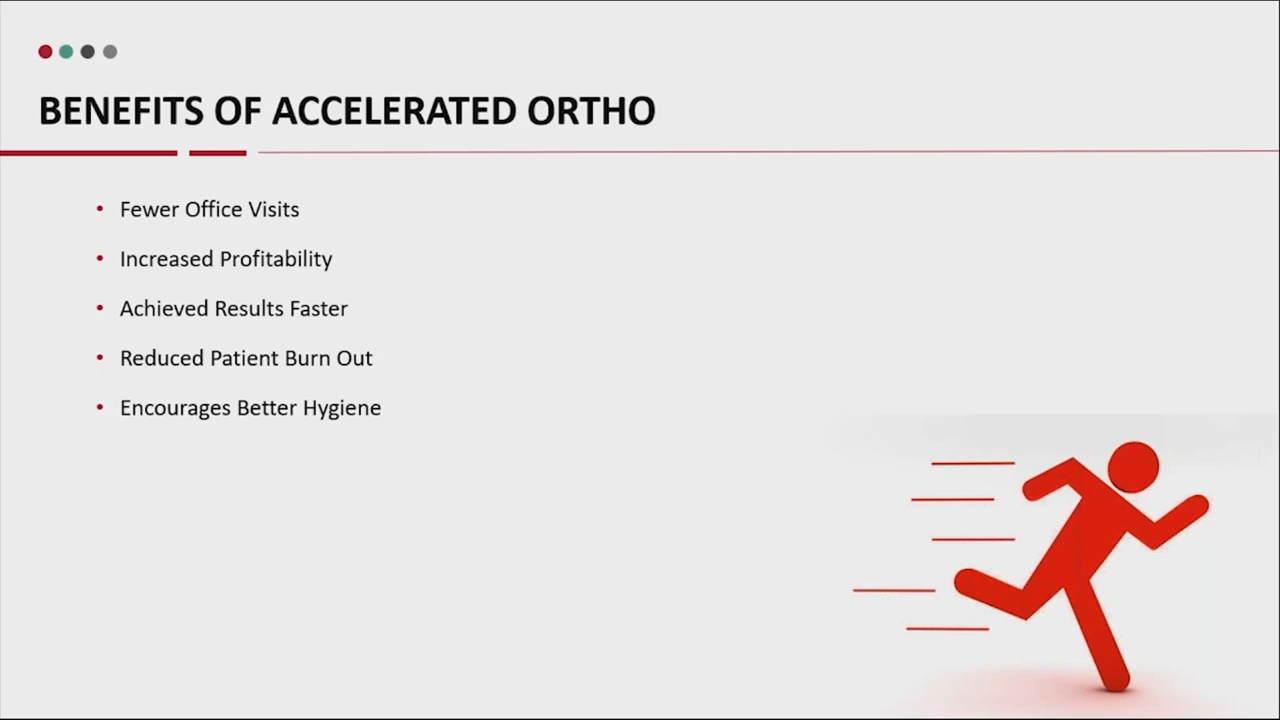 BENEFITS OF ACCELERATED ORTHO
• Fewer Office Visits
• Increased Profitability
• Achieved Results Faster
• Reduced Patient Burn Out
• Encourages Better Hygiene